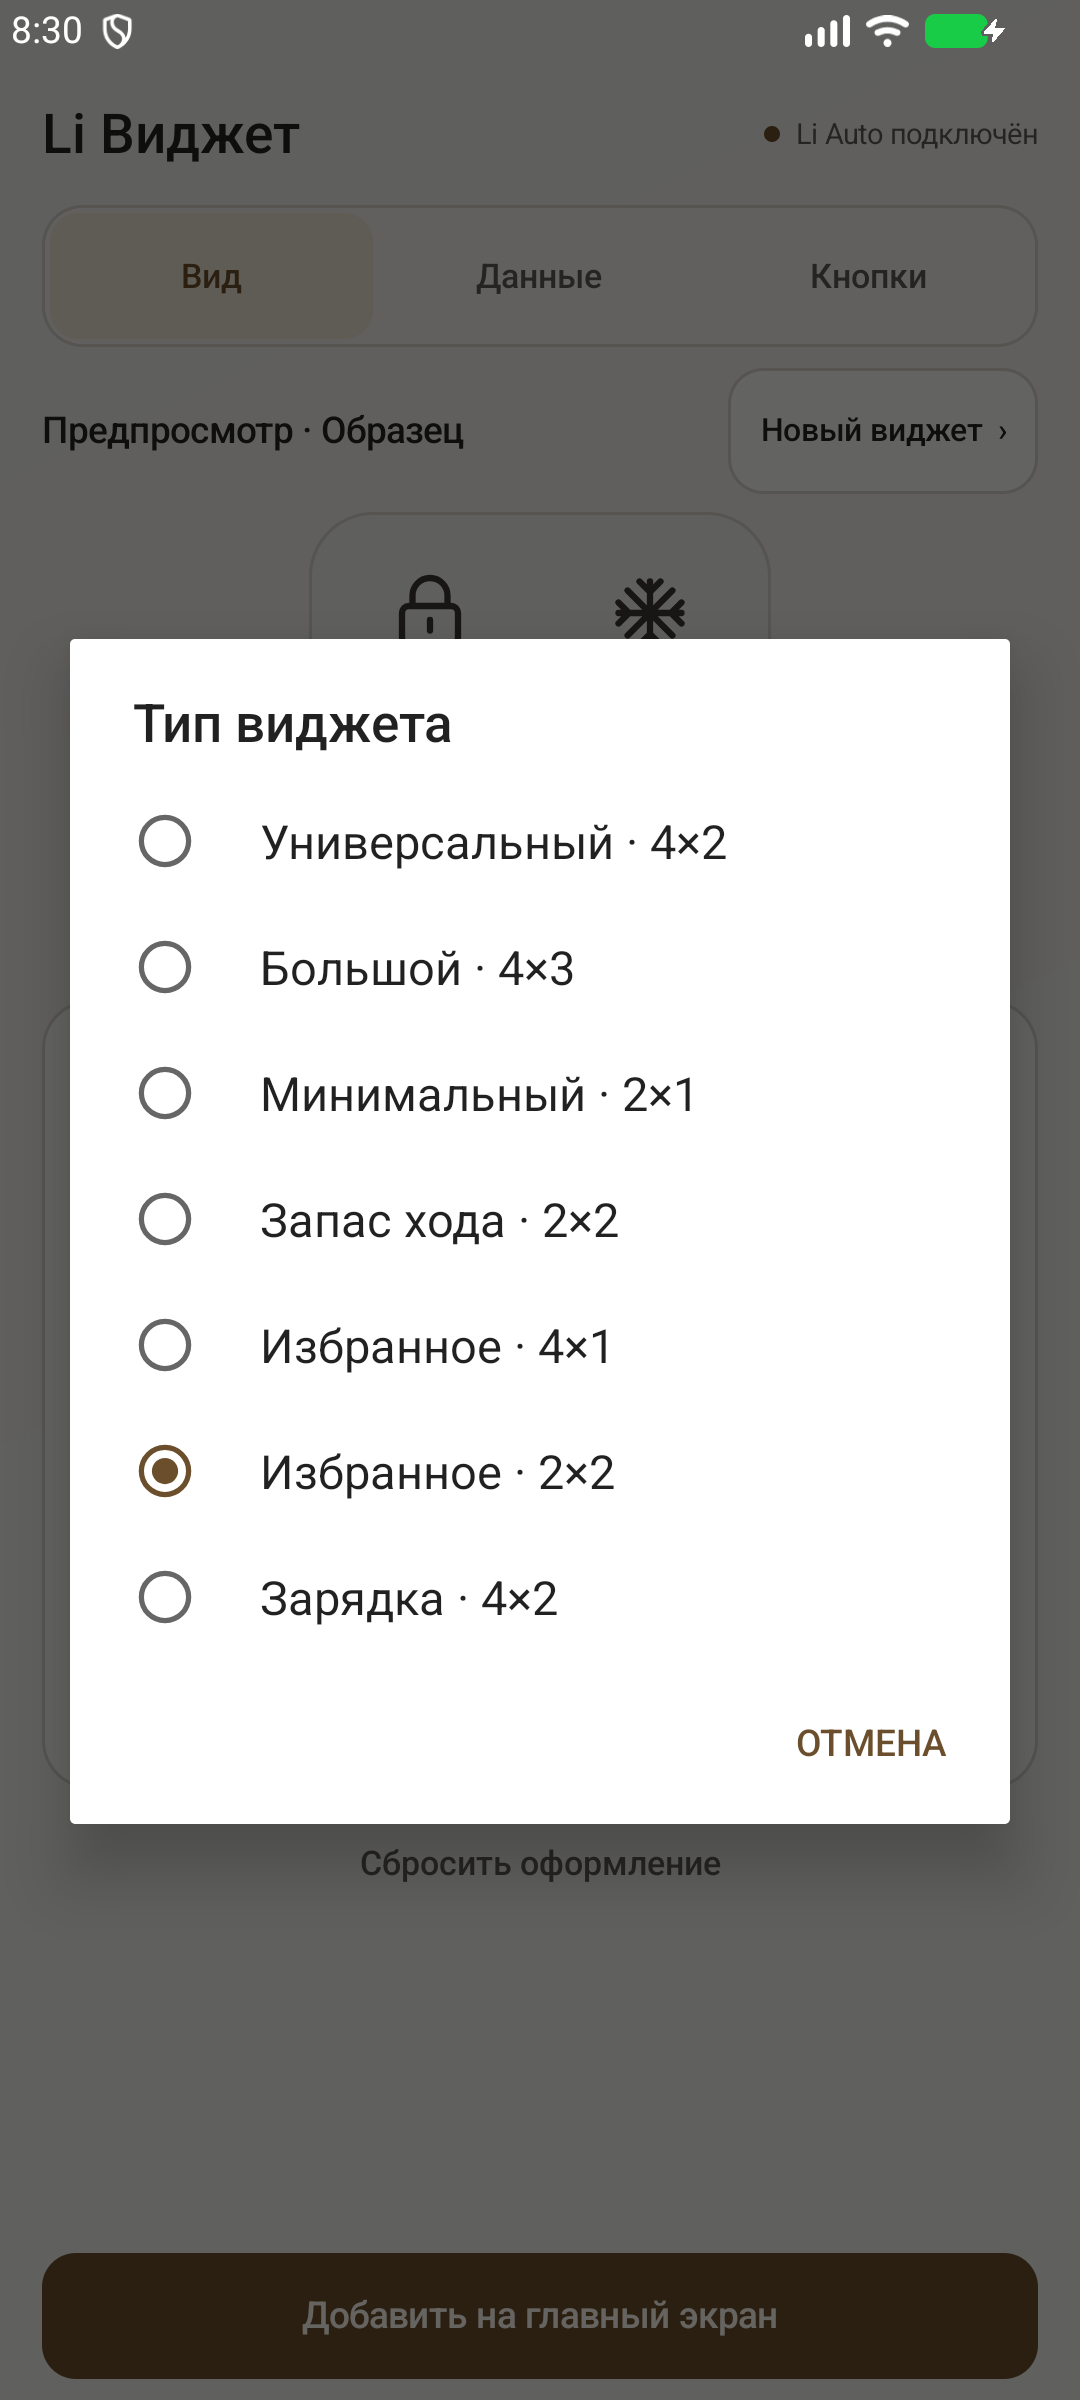 8:30
Li Виджет
Li Auto подключён
Вид
Данные
Кнопки
Предпросмотр · Образец
Новый виджет ›
Тип виджета
Универсальный · 4×2
Большой · 4×3
Минимальный · 2×1
Запас хода · 2×2
Избранное · 4×1
Избранное · 2×2
Зарядка · 4×2
ОТМЕНА
Сбросить оформление
Добавить на главный экран